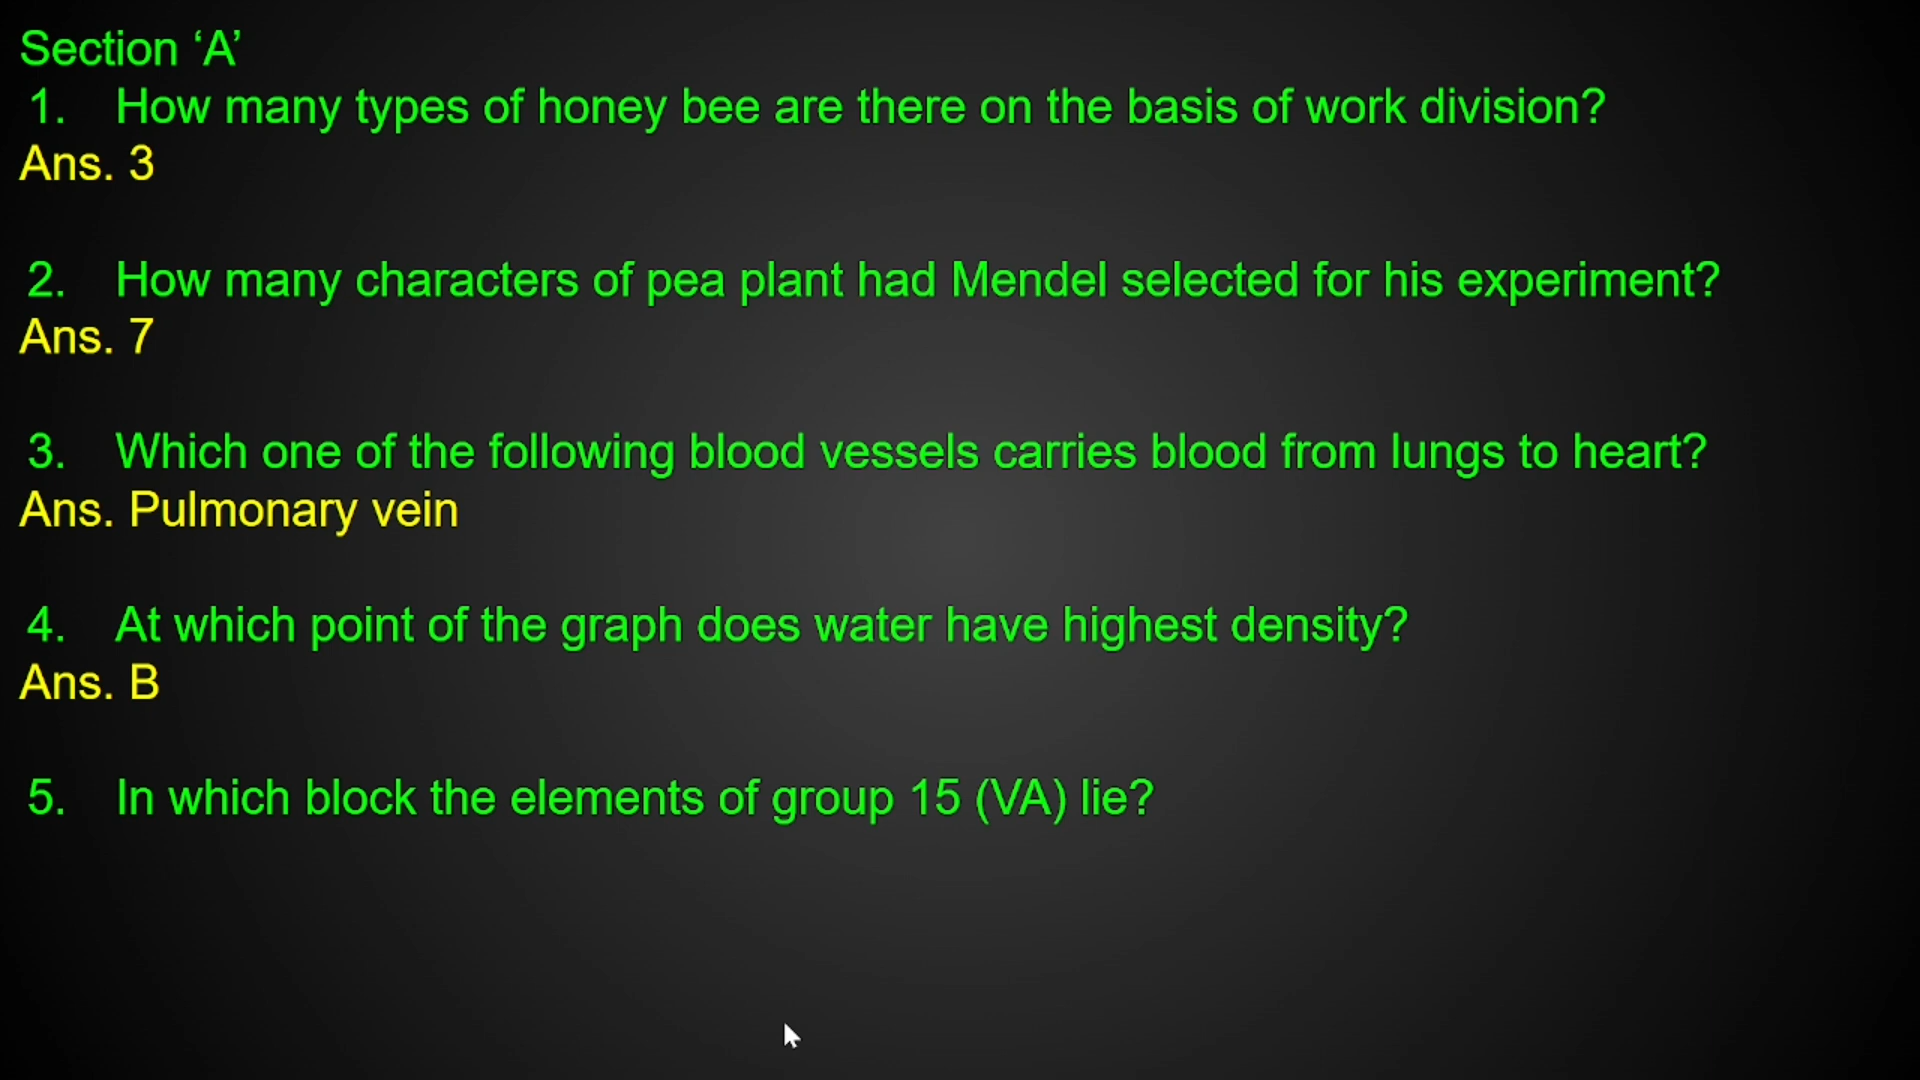 Section ‘A’
1. How many types of honey bee are there on the basis of work division?
Ans. 3
2. How many characters of pea plant had Mendel selected for his experiment?
Ans. 7
3. Which one of the following blood vessels carries blood from lungs to heart?
Ans. Pulmonary vein
4. At which point of the graph does water have highest density?
Ans. B
5. In which block the elements of group 15 (VA) lie?